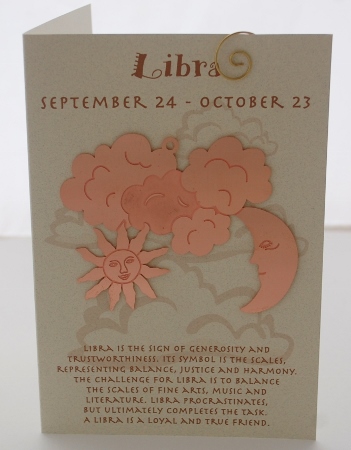 Libra
SEPTEMBER 24 - OCTOBER 23
LIBRA IS THE SIGN OF GENEROSITY AND
TRUSTWORTHINESS. ITS SYMBOL IS THE SCALES,
REPRESENTING BALANCE, JUSTICE AND HARMONY.
THE CHALLENGE FOR LIBRA IS TO BALANCE
THE SCALES OF FINE ARTS, MUSIC AND
LITERATURE. LIBRA PROCRASTINATES,
BUT ULTIMATELY COMPLETES THE TASK.
A LIBRA IS A LOYAL AND TRUE FRIEND.